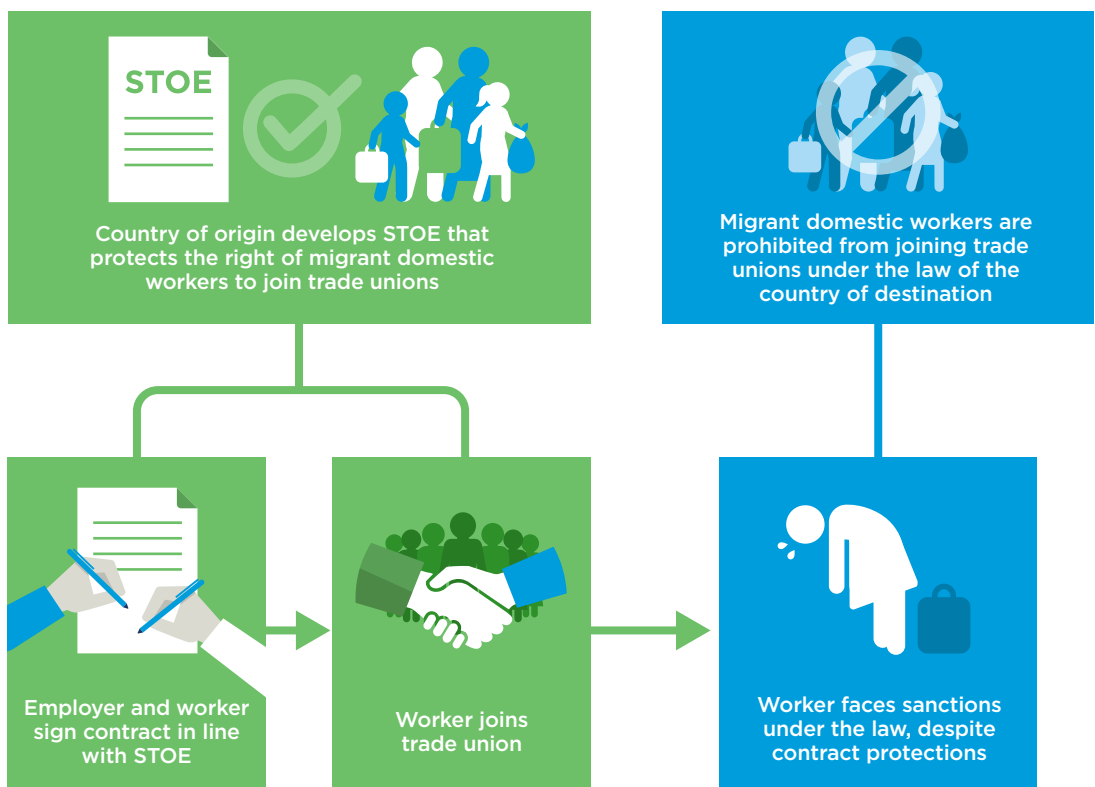 STOE
Country of origin develops STOE that
protects the right of migrant domestic
workers to join trade unions
Migrant domestic workers are
prohibited from joining trade
unions under the law of the
country of destination
Employer and worker
sign contract in line
with STOE
Worker joins
trade union
Worker faces sanctions
under the law, despite
contract protections